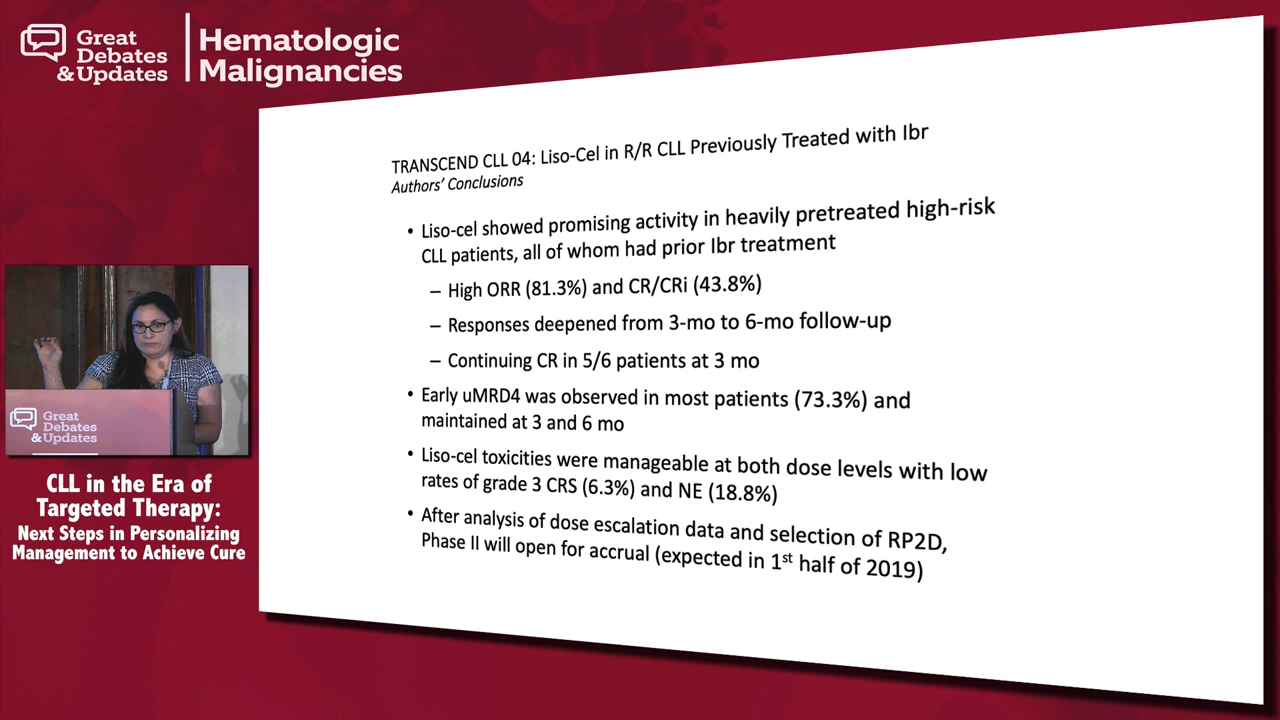 Great
Debates
& Updates
Hematologic
Malignancies
TRANSCEND CLL 04: Liso-Cel in R/R CLL Previously Treated with Ibr
Authors' Conclusions
• Liso-cel showed promising activity in heavily pretreated high-risk
CLL patients, all of whom had prior Ibr treatment
– High ORR (81.3%) and CR/CRi (43.8%)
– Responses deepened from 3-mo to 6-mo follow-up
– Continuing CR in 5/6 patients at 3 mo
• Early uMRD4 was observed in most patients (73.3%) and
maintained at 3 and 6 mo
• Liso-cel toxicities were manageable at both dose levels with low
rates of grade 3 CRS (6.3%) and NE (18.8%)
• After analysis of dose escalation data and selection of RP2D,
Phase II will open for accrual (expected in 1st half of 2019)
Great
Debates
& Updates
CLL in the Era of
Targeted Therapy:
Next Steps in Personalizing
Management to Achieve Cure